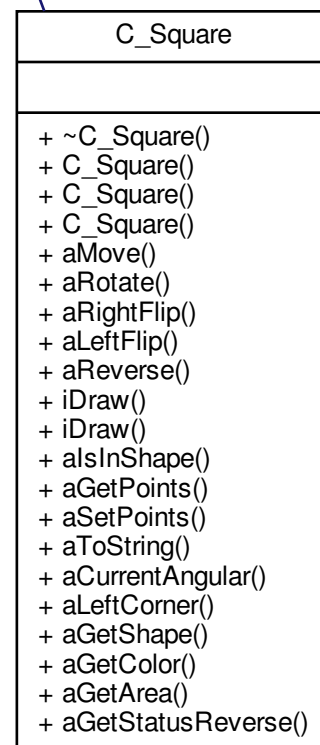 C_Square
+ ~C_Square()
+ C_Square()
+ C_Square()
+ C_Square()
+ aMove()
+ aRotate()
+ aRightFlip()
+ aLeftFlip()
+ aReverse()
+ iDraw()
+ iDraw()
+ aIsInShape()
+ aGetPoints()
+ aSetPoints()
+ aToString()
+ aCurrentAngular()
+ aLeftCorner()
+ aGetShape()
+ aGetColor()
+ aGetArea()
+ aGetStatusReverse()